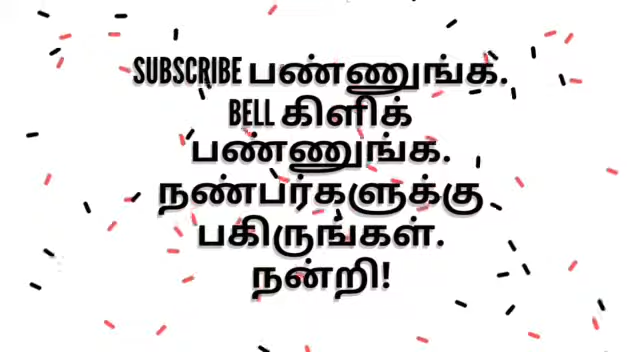 SUBSCRIBE பண்ணுங்க.
BELL கிளிக்
பண்ணுங்க.
நண்பர்களுக்கு
பகிருங்கள்.
நன்றி!